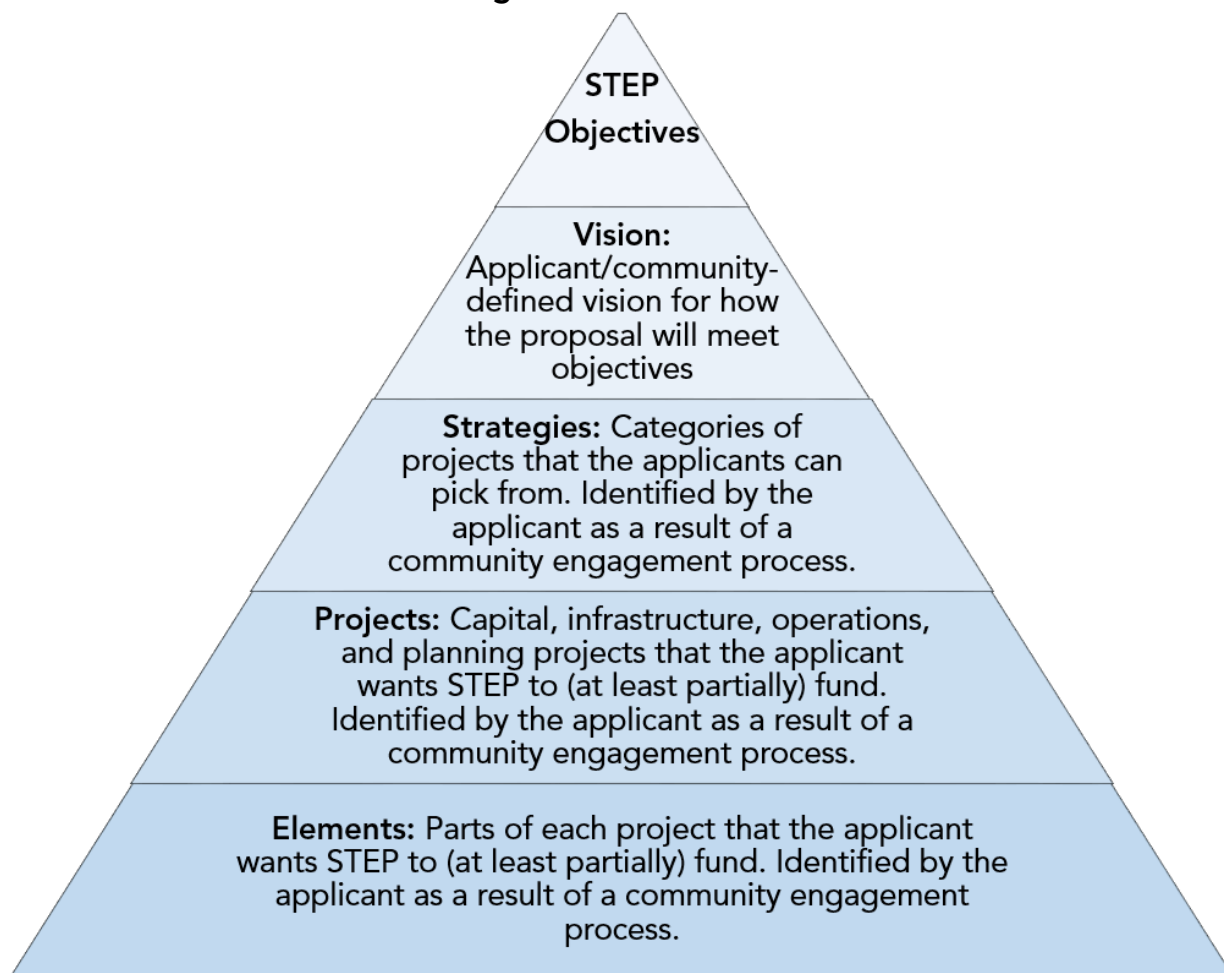 STEP
Objectives
Vision:
Applicant/community-
defined vision for how
the proposal will meet
objectives
Strategies: Categories of
projects that the applicants can
pick from. Identified by the
applicant as a result of a
community engagement process.
Projects: Capital, infrastructure, operations,
and planning projects that the applicant
wants STEP to (at least partially) fund.
Identified by the applicant as a result of a
community engagement process.
Elements: Parts of each project that the applicant
wants STEP to (at least partially) fund. Identified by the
applicant as a result of a community engagement
process.